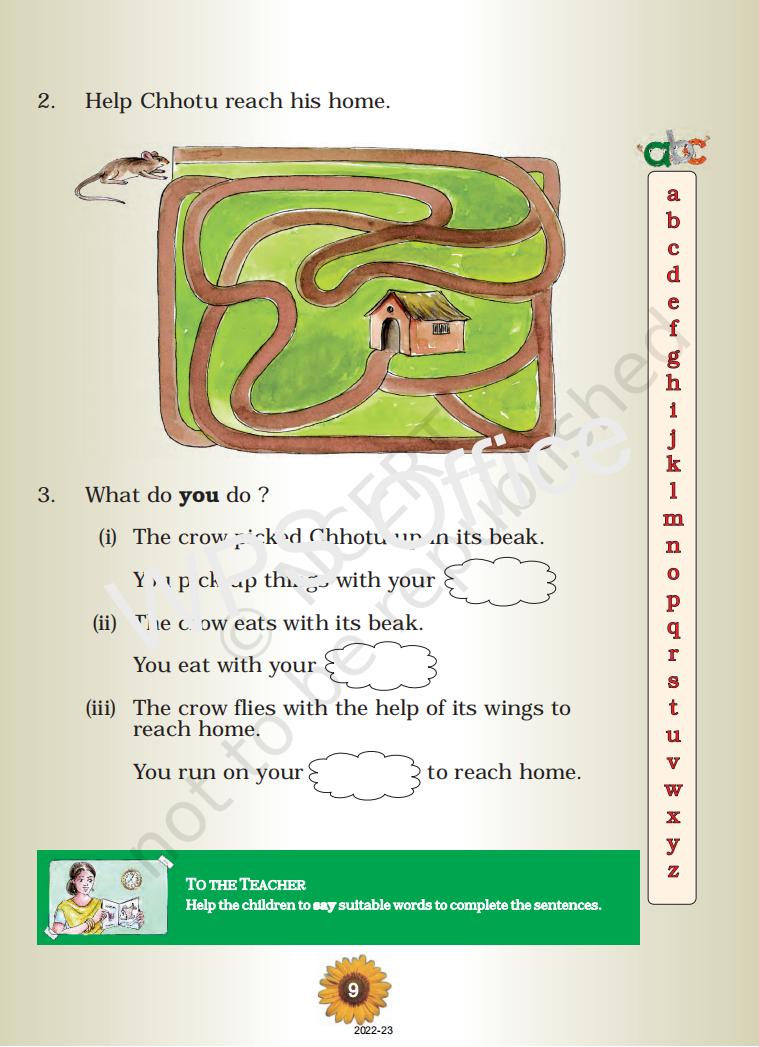 2. Help Chhotu reach his home.
abc
a
b
c
d
e
f
g
h
i
j
k
l
m
n
o
p
q
r
s
t
u
v
w
x
y
z
3. What do you do ?
(i) The crow picked Chhotu up in its beak.
You pick up things with your
(ii) The crow eats with its beak.
You eat with your
(iii) The crow flies with the help of its wings to
reach home.
You run on your to reach home.
© NCERT
not to be republished
WPS Office
TO THE TEACHER
Help the children to say suitable words to complete the sentences.
9
2022-23